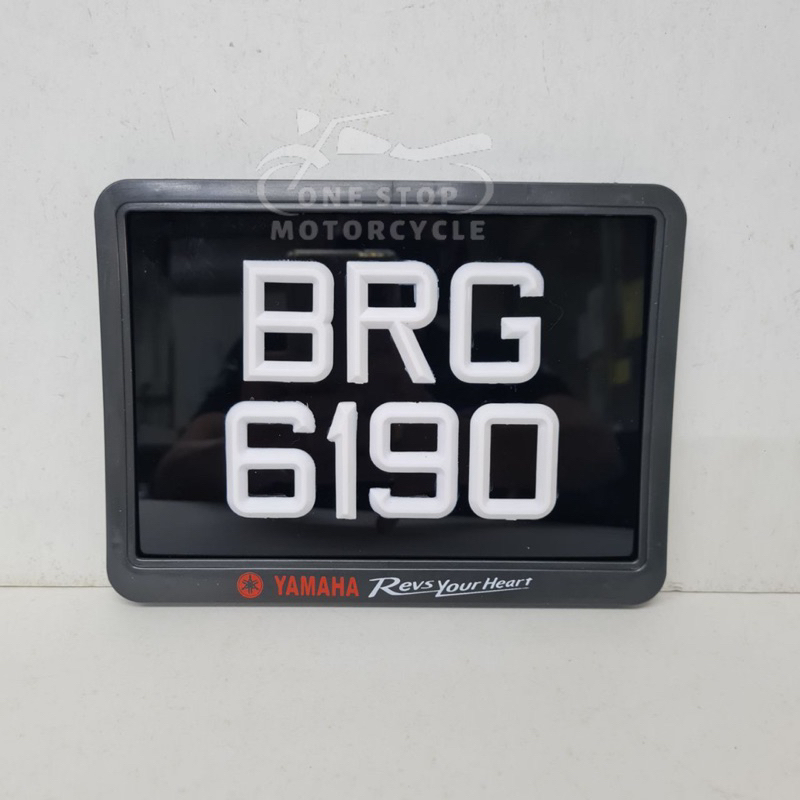 ONE STOP
MOTORCYCLE
BRG
6190
YAMAHA Revs Your Heart